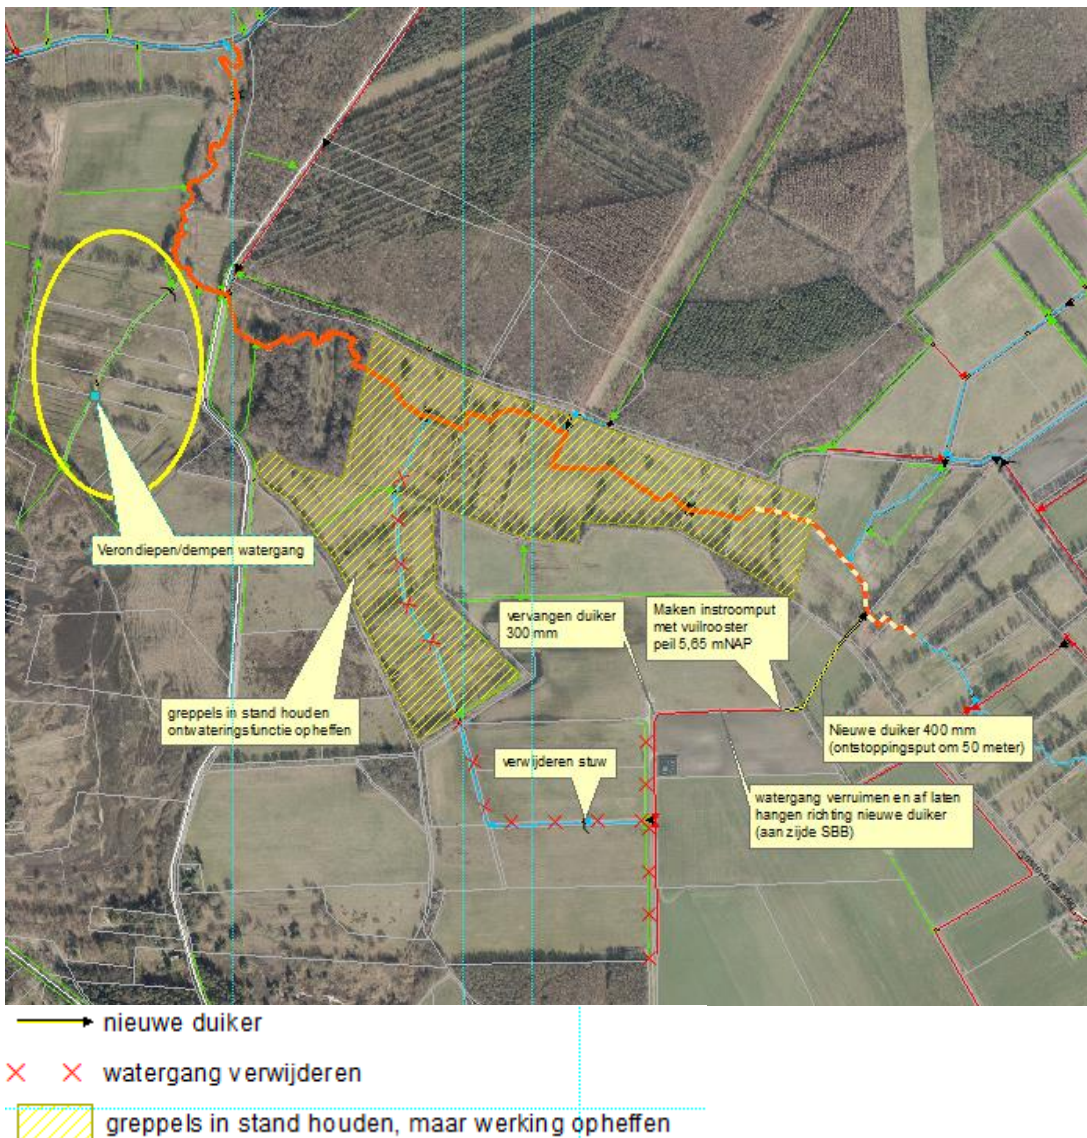 Verondiepen/dempen watergang
vervangen duiker
300 mm
Maken instroomput
met vuilrooster
peil 5,65 mNAP
greppels in stand houden
ontwateringsfunctie opheffen
Nieuwe duiker 400 mm
(ontstoppingsput om 50 meter)
verwijderen stuw
watergang verruimen en af laten
hangen richting nieuwe duiker
(aan zijde SBB)
nieuwe duiker
watergang verwijderen
greppels in stand houden, maar werking opheffen